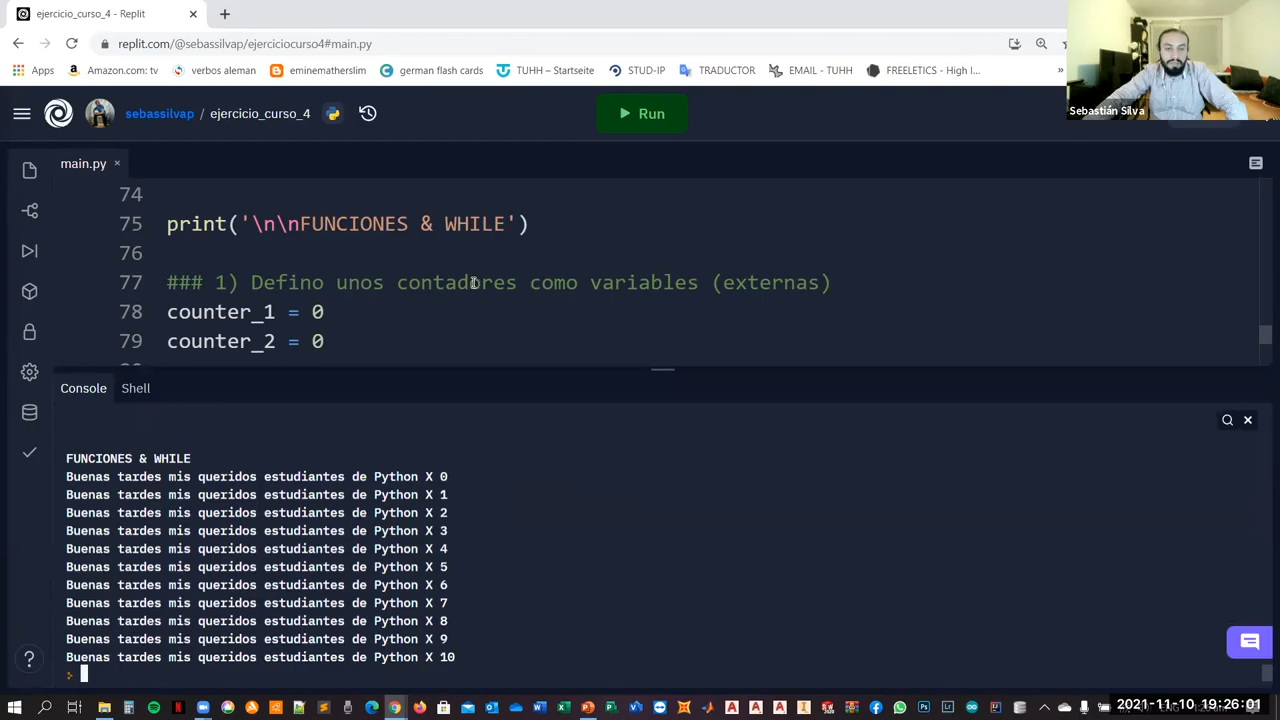 ejercicio_curso_4 - Replit
replit.com/@sebassilvap/ejerciciocurso4#main.py
Apps
Amazon.com: tv
verbos aleman
eminematherslim
german flash cards
TUHH – Startseite
STUD-IP
TRADUCTOR
EMAIL - TUHH
FREELETICS - High I...
»
Sebastián Silva
sebassilvap / ejercicio_curso_4
Run
main.py
74
75 print('\n\nFUNCIONES & WHILE')
76
77 ### 1) Defino unos contadores como variables (externas)
78 counter_1 = 0
79 counter_2 = 0
Console
Shell
FUNCIONES & WHILE
Buenas tardes mis queridos estudiantes de Python X 0
Buenas tardes mis queridos estudiantes de Python X 1
Buenas tardes mis queridos estudiantes de Python X 2
Buenas tardes mis queridos estudiantes de Python X 3
Buenas tardes mis queridos estudiantes de Python X 4
Buenas tardes mis queridos estudiantes de Python X 5
Buenas tardes mis queridos estudiantes de Python X 6
Buenas tardes mis queridos estudiantes de Python X 7
Buenas tardes mis queridos estudiantes de Python X 8
Buenas tardes mis queridos estudiantes de Python X 9
Buenas tardes mis queridos estudiantes de Python X 10
2021-11-10 19:26:01